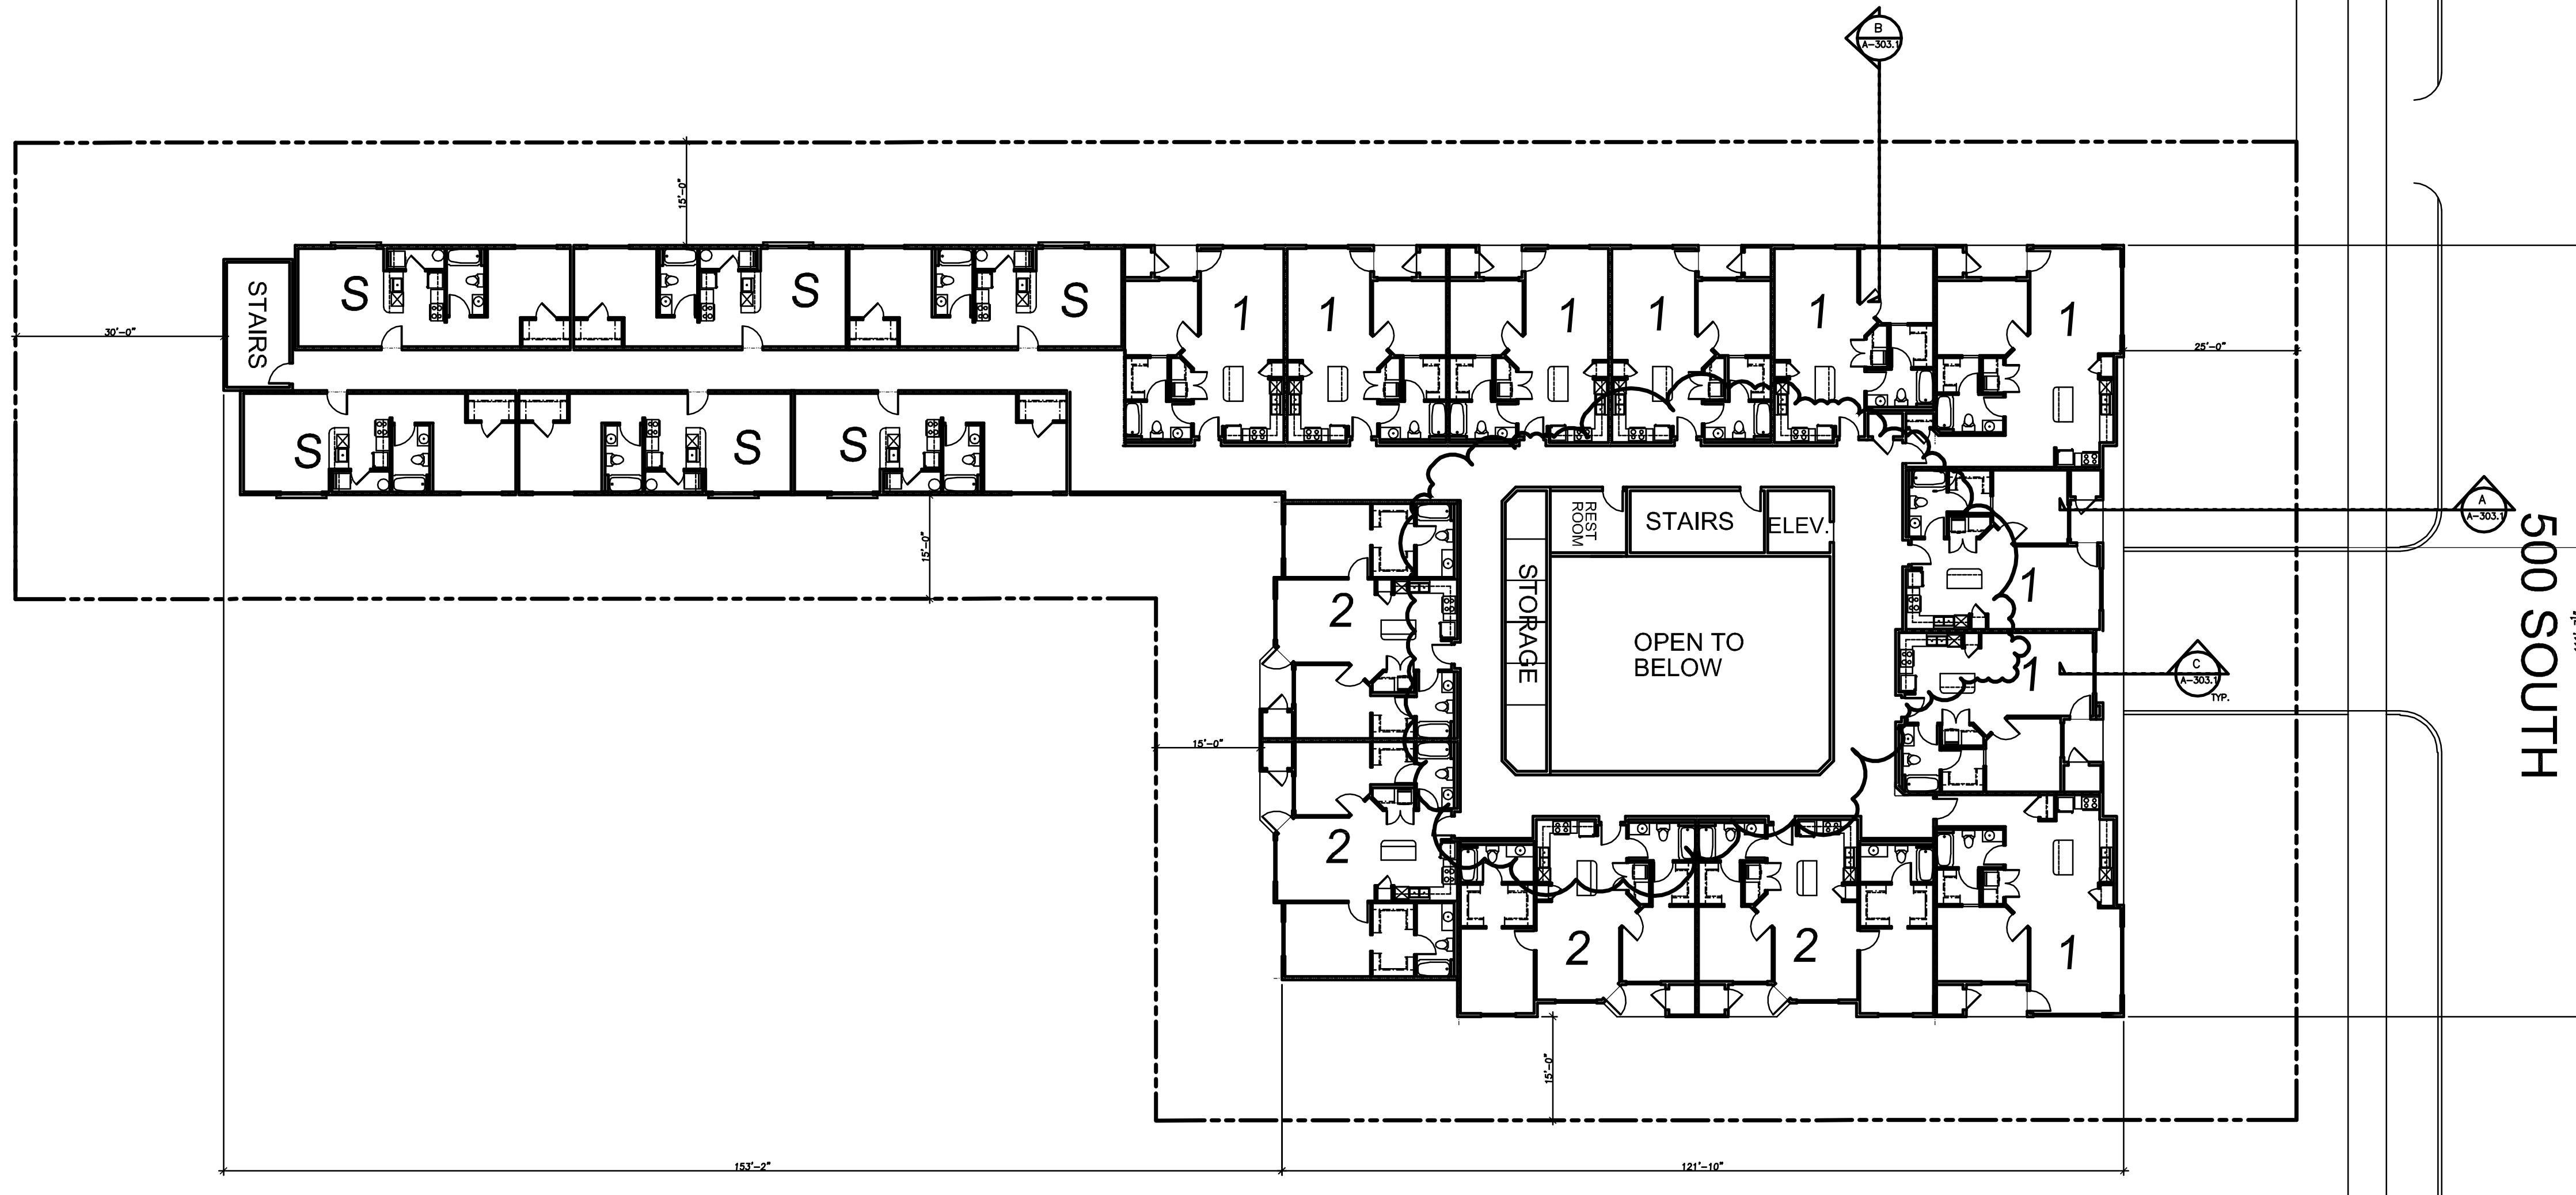 B
A-303.1
15'-0"
S
S
S
STAIRS
1
1
1
1
1
1
30'-0"
25'-0"
S
S
S
A
A-303.1
500 SOUTH
REST
ROOM
STAIRS
ELEV.
15'-0"
STORAGE
1
2
OPEN TO
BELOW
1
C
A-303.1
TYP.
15'-0"
2
2
2
1
15'-0"
153'-2"
121'-10"